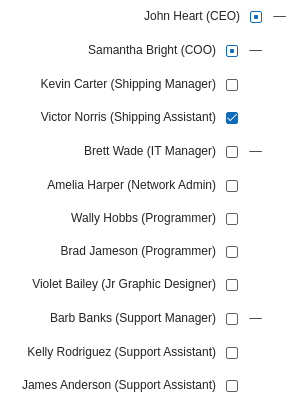 John Heart (CEO)
Samantha Bright (COO)
Kevin Carter (Shipping Manager)
Victor Norris (Shipping Assistant)
Brett Wade (IT Manager)
Amelia Harper (Network Admin)
Wally Hobbs (Programmer)
Brad Jameson (Programmer)
Violet Bailey (Jr Graphic Designer)
Barb Banks (Support Manager)
Kelly Rodriguez (Support Assistant)
James Anderson (Support Assistant)